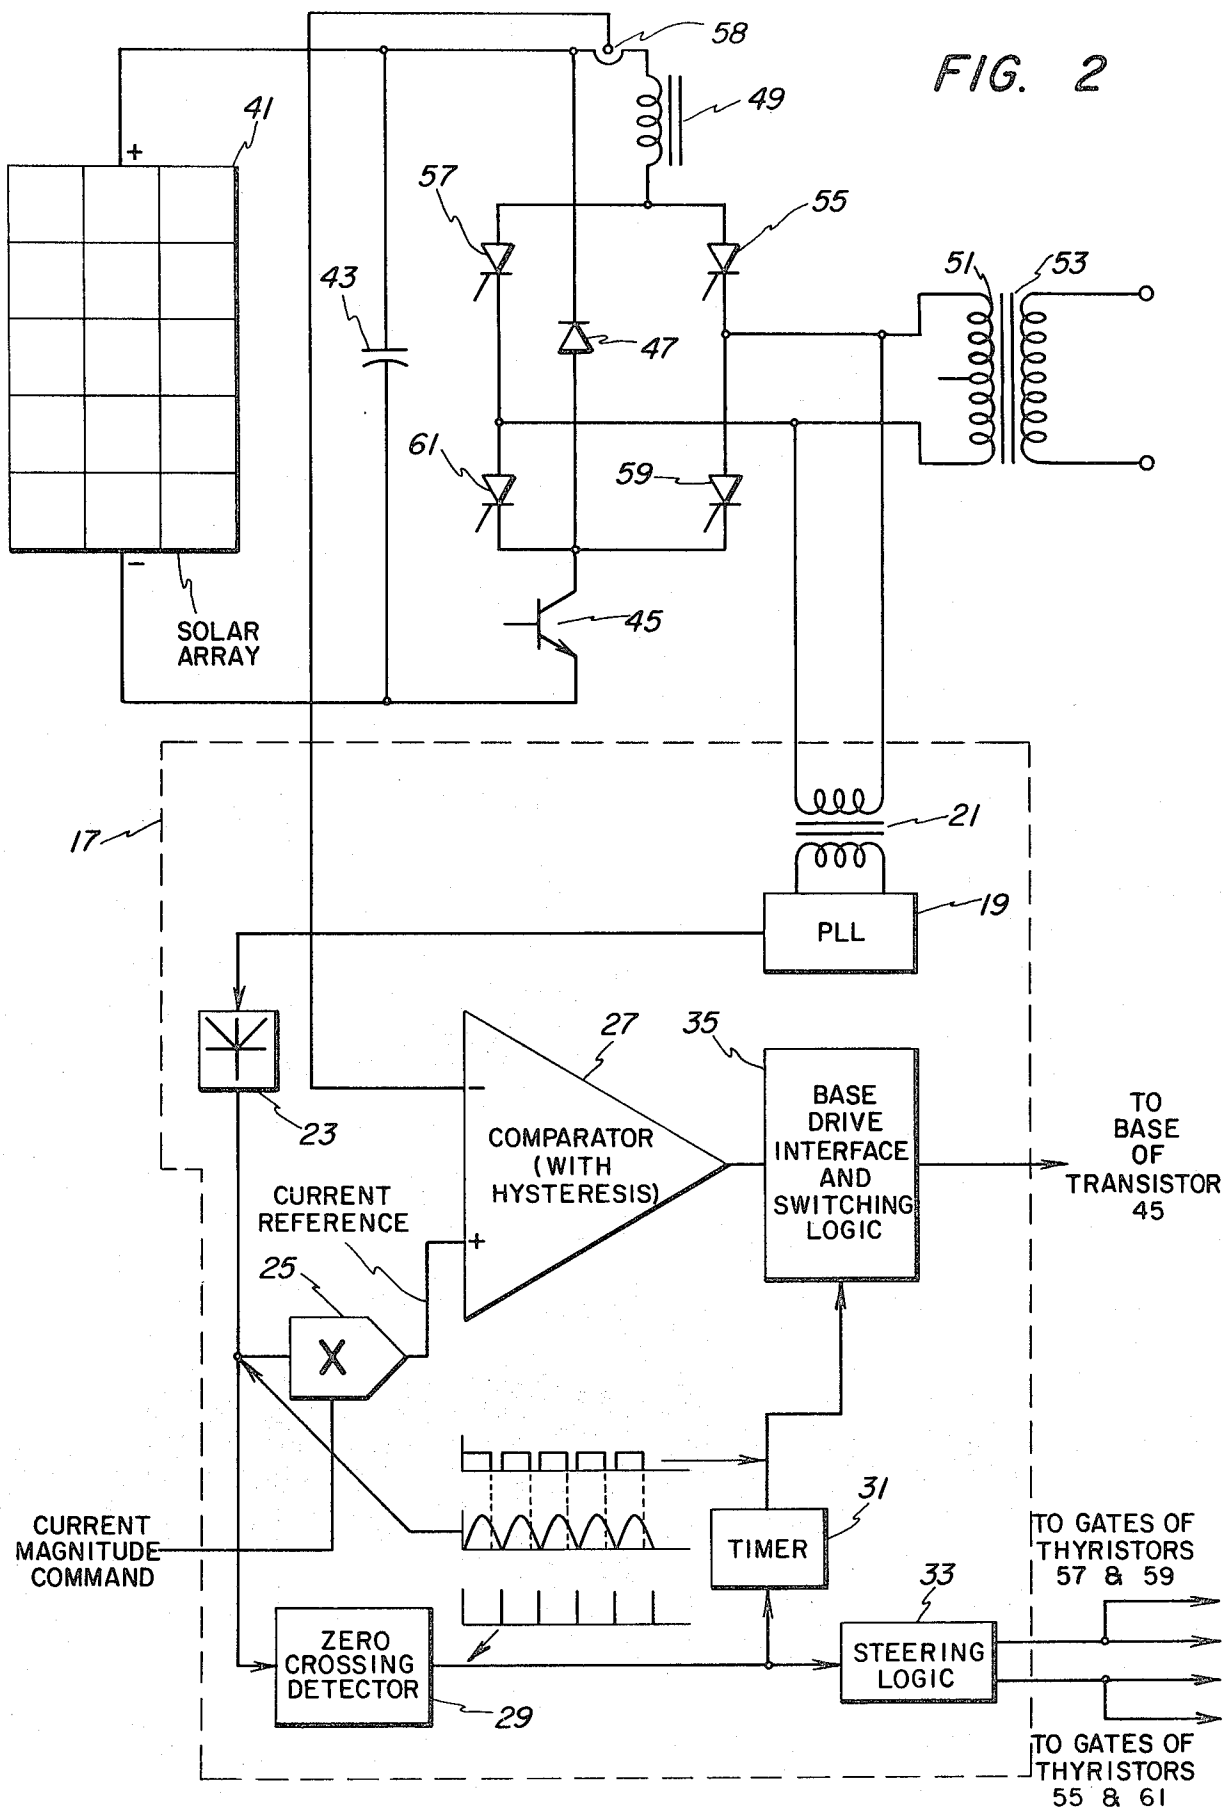 FIG. 2
58
49
41
+
57
55
51
53
43
47
61
59
−
45
SOLAR
ARRAY
17
21
19
PLL
27
35
23
−
COMPARATOR
(WITH
HYSTERESIS)
BASE
DRIVE
INTERFACE
AND
SWITCHING
LOGIC
TO
BASE
OF
TRANSISTOR
45
CURRENT
REFERENCE
+
25
X
31
TIMER
CURRENT
MAGNITUDE
COMMAND
TO GATES OF
THYRISTORS
57 & 59
33
ZERO
CROSSING
DETECTOR
STEERING
LOGIC
29
TO GATES OF
THYRISTORS
55 & 61